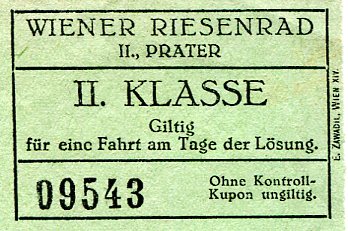 WIENER RIESENRAD
II., PRATER
II. KLASSE
Giltig
für eine Fahrt am Tage der Lösung.
09543
Ohne Kontroll-
Kupon ungiltig.
E. ZAWADIL, WIEN XIV.